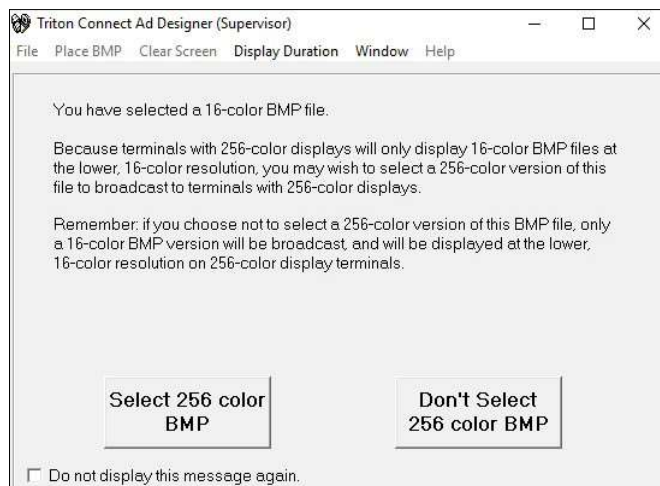 Triton Connect Ad Designer (Supervisor)
File Place BMP Clear Screen Display Duration Window Help
You have selected a 16-color BMP file.
Because terminals with 256-color displays will only display 16-color BMP files at
the lower, 16-color resolution, you may wish to select a 256-color version of this
file to broadcast to terminals with 256-color displays.
Remember: if you choose not to select a 256-color version of this BMP file, only
a 16-color BMP version will be broadcast, and will be displayed at the lower,
16-color resolution on 256-color display terminals.
Select 256 color
BMP
Don't Select
256 color BMP
Do not display this message again.